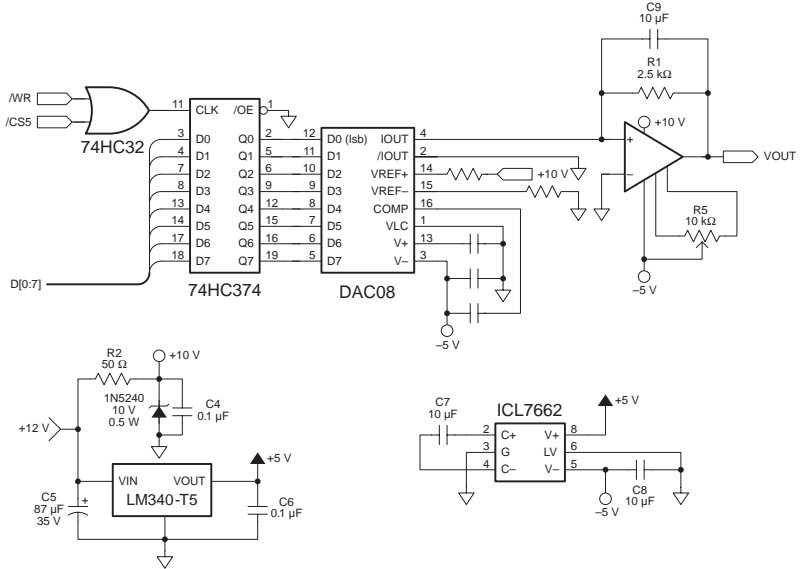 C9
10 µF
R1
2.5 kΩ
/WR
/CS5
74HC32
11 CLK /OE 1
3 D0 Q0 2 12 D0 (lsb) IOUT 4
4 D1 Q1 5 11 D1 /IOUT 2
7 D2 Q2 6 10 D2 VREF+ 14 +10 V
8 D3 Q3 9 9 D3 VREF– 15
13 D4 Q4 12 8 D4 COMP 16
14 D5 Q5 15 7 D5 VLC 1
17 D6 Q6 16 6 D6 V+ 13
18 D7 Q7 19 5 D7 V– 3
D[0:7]
74HC374
DAC08
–5 V
+10 V
+
–
VOUT
R5
10 kΩ
–5 V
R2
50 Ω
+10 V
1N5240
10 V
0.5 W
C4
0.1 µF
+12 V
VIN VOUT
LM340-T5
+5 V
C5
87 µF
35 V
+
C6
0.1 µF
ICL7662
C7
10 µF
2 C+ V+ 8
3 G LV 6
4 C– V– 5
+5 V
–5 V
C8
10 µF